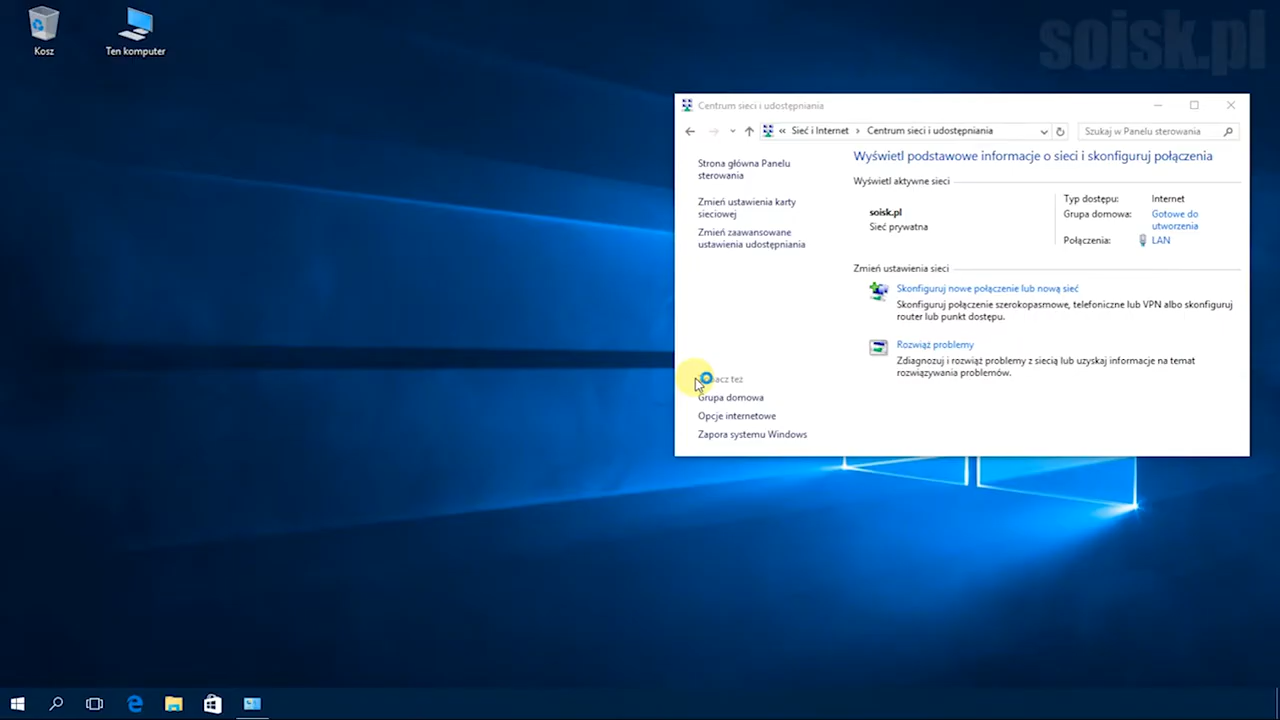 soisk.pl
Kosz
Ten komputer
Centrum sieci i udostępniania
« Sieć i Internet > Centrum sieci i udostępniania
Szukaj w Panelu sterowania
Strona główna Panelu
sterowania
Zmień ustawienia karty
sieciowej
Zmień zaawansowane
ustawienia udostępniania
Wyświetl podstawowe informacje o sieci i skonfiguruj połączenia
Wyświetl aktywne sieci
soisk.pl
Sieć prywatna
Typ dostępu: Internet
Grupa domowa: Gotowe do
utworzenia
Połączenia: LAN
Zmień ustawienia sieci
Skonfiguruj nowe połączenie lub nową sieć
Skonfiguruj połączenie szerokopasmowe, telefoniczne lub VPN albo skonfiguruj
router lub punkt dostępu.
Rozwiąż problemy
Zdiagnozuj i rozwiąż problemy z siecią lub uzyskaj informacje na temat
rozwiązywania problemów.
też
Grupa domowa
Opcje internetowe
Zapora systemu Windows